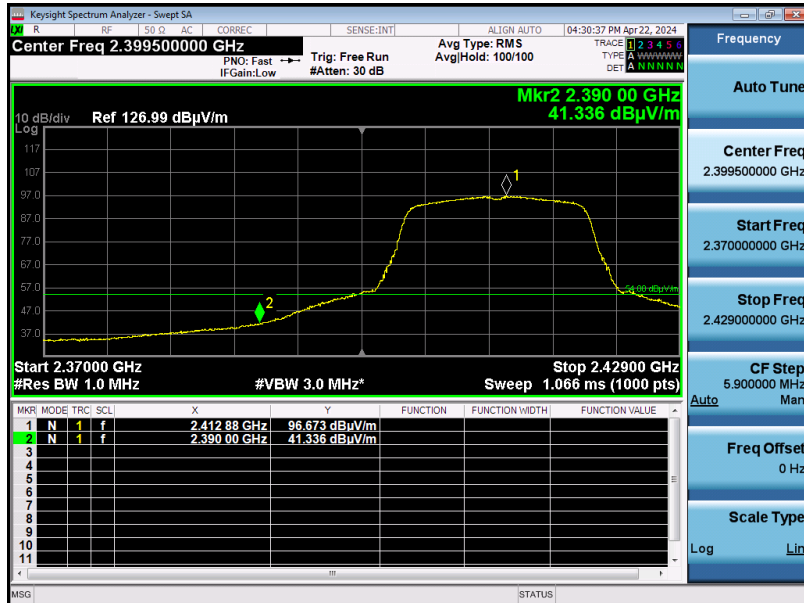 Keysight Spectrum Analyzer - Swept SA
LXI R RF 50 Ω AC CORREC SENSE:INT ALIGN AUTO 04:30:37 PM Apr 22, 2024
Center Freq 2.399500000 GHz
PNO: Fast
IFGain:Low
Trig: Free Run
#Atten: 30 dB
Avg Type: RMS
Avg|Hold: 100/100
TRACE 1 2 3 4 5 6
TYPE A WWWWW
DET A N N N N N
Mkr2 2.390 00 GHz
41.336 dBµV/m
10 dB/div Ref 126.99 dBµV/m
Log
117
107
97.0
87.0
77.0
67.0
57.0
47.0
37.0
1
2
54.00 dBµV/m
Start 2.37000 GHz Stop 2.42900 GHz
#Res BW 1.0 MHz #VBW 3.0 MHz* Sweep 1.066 ms (1000 pts)
MKR MODE TRC SCL X Y FUNCTION FUNCTION WIDTH FUNCTION VALUE
1 N 1 f 2.412 88 GHz 96.673 dBµV/m
2 N 1 f 2.390 00 GHz 41.336 dBµV/m
3
4
5
6
7
8
9
10
11
MSG STATUS
Frequency
Auto Tune
Center Freq
2.399500000 GHz
Start Freq
2.370000000 GHz
Stop Freq
2.429000000 GHz
CF Step
5.900000 MHz
Auto Man
Freq Offset
0 Hz
Scale Type
Log Lin